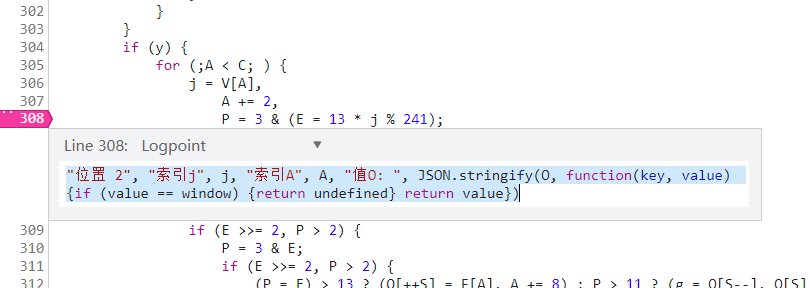 302 }
303 }
304 if (y) {
305 for (;A < C; ) {
306 j = V[A],
307 A += 2,
308 P = 3 & (E = 13 * j % 241);
Line 308: Logpoint ▼
"位置 2", "索引j", j, "索引A", A, "值O: ", JSON.stringify(O, function(key, value)
{if (value == window) {return undefined} return value})
309 if (E >>= 2, P > 2) {
310 P = 3 & E;
311 if (E >>= 2, P > 2) {
312 (P = E) > 13 ? (O[++S] = F[A], A += 8) : P > 11 ? (g = O[S--], O[S]